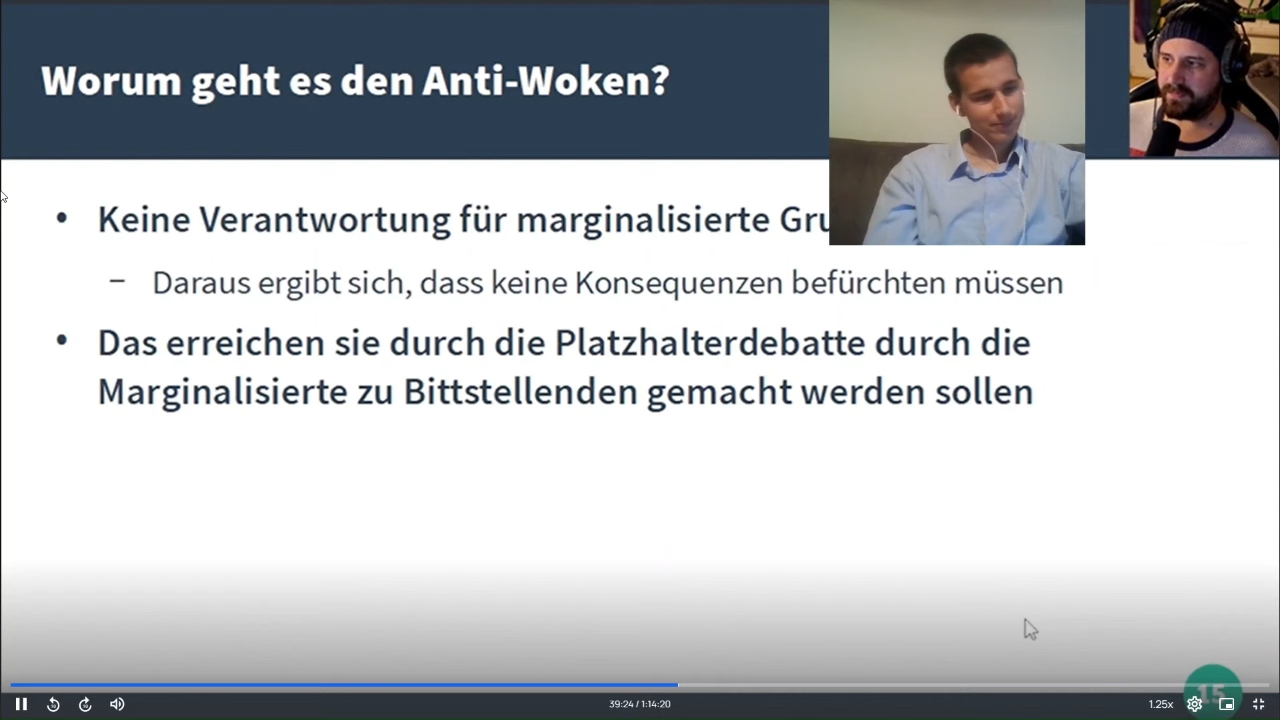 Worum geht es den Anti-Woken?
• Keine Verantwortung für marginalisierte Gru
– Daraus ergibt sich, dass keine Konsequenzen befürchten müssen
• Das erreichen sie durch die Platzhalterdebatte durch die
Marginalisierte zu Bittstellenden gemacht werden sollen
15
39:24 / 1:14:20
1.25x